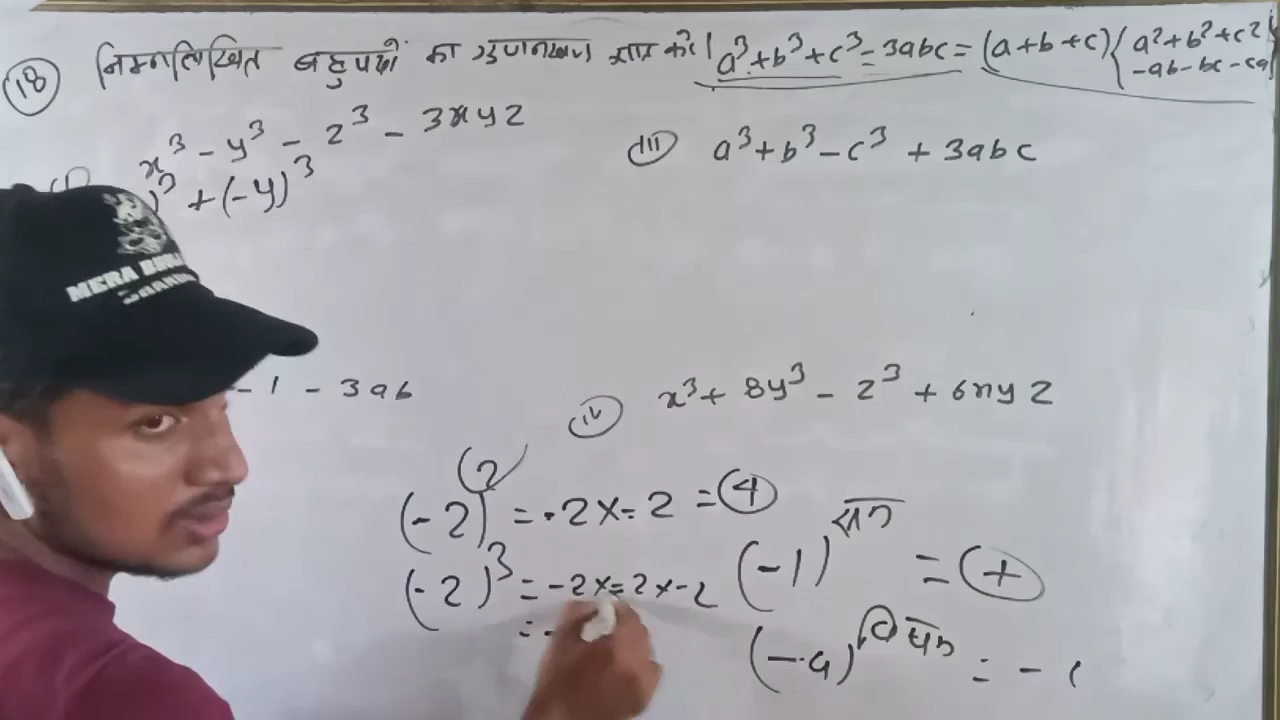 (18) निम्नलिखित बहुपदों का गुणनखण्ड ज्ञात करें। a³+b³+c³-3abc = (a+b+c) { a²+b²+c²
-ab-bc-ca }
x³ - y³ - z³ - 3xyz
)³ + (-y)³
(iii) a³+b³-c³ + 3abc
MERA BHA
- 1 - 3ab
(iv) x³ + 8y³ - z³ + 6xyz
(-2)² = -2x-2 = (4)
(-2)³ = -2x-2x-2
= -
(-1)^सम = (+)
(-a)^विषम = -